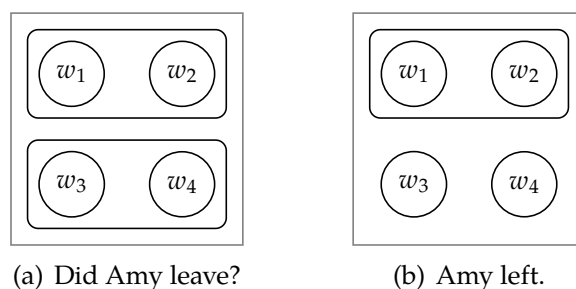 w₁ w₂ w₁ w₂
w₃ w₄ w₃ w₄
(a) Did Amy leave? (b) Amy left.